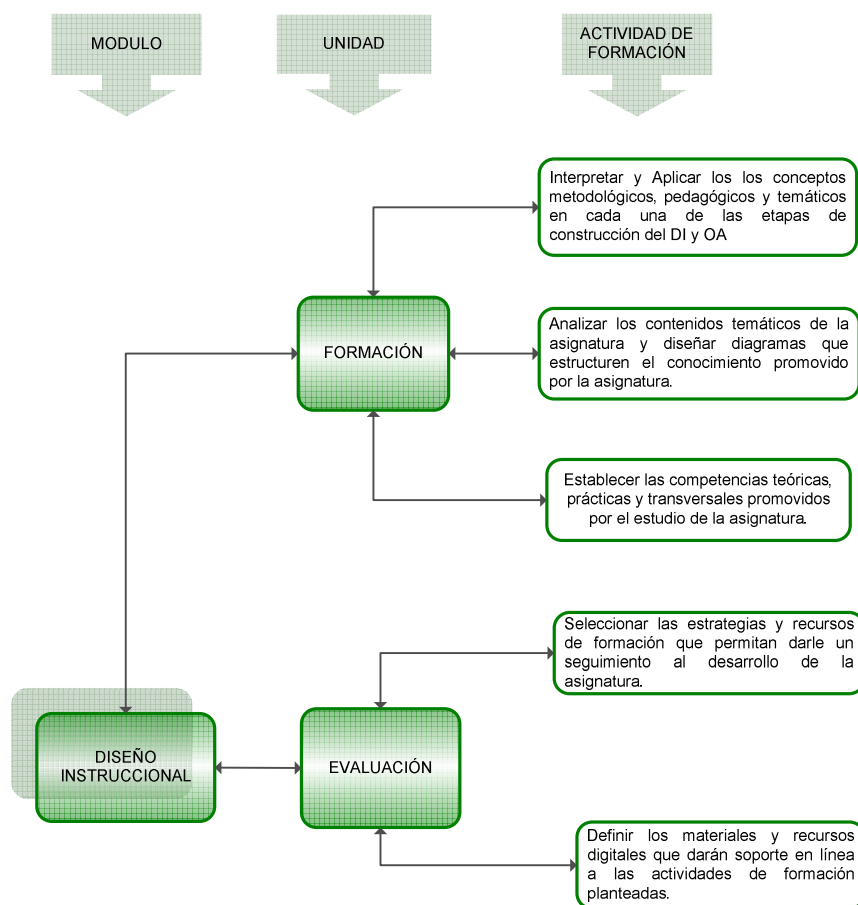 MODULO
UNIDAD
ACTIVIDAD DE
FORMACIÓN
Interpretar y Aplicar los los conceptos
metodológicos, pedagógicos y temáticos
en cada una de las etapas de
construcción del DI y OA
FORMACIÓN
Analizar los contenidos temáticos de la
asignatura y diseñar diagramas que
estructuren el conocimiento promovido
por la asignatura.
Establecer las competencias teóricas,
prácticas y transversales promovidos
por el estudio de la asignatura.
Seleccionar las estrategias y recursos
de formación que permitan darle un
seguimiento al desarrollo de la
asignatura.
DISEÑO
INSTRUCCIONAL
EVALUACIÓN
Definir los materiales y recursos
digitales que darán soporte en línea
a las actividades de formación
planteadas.